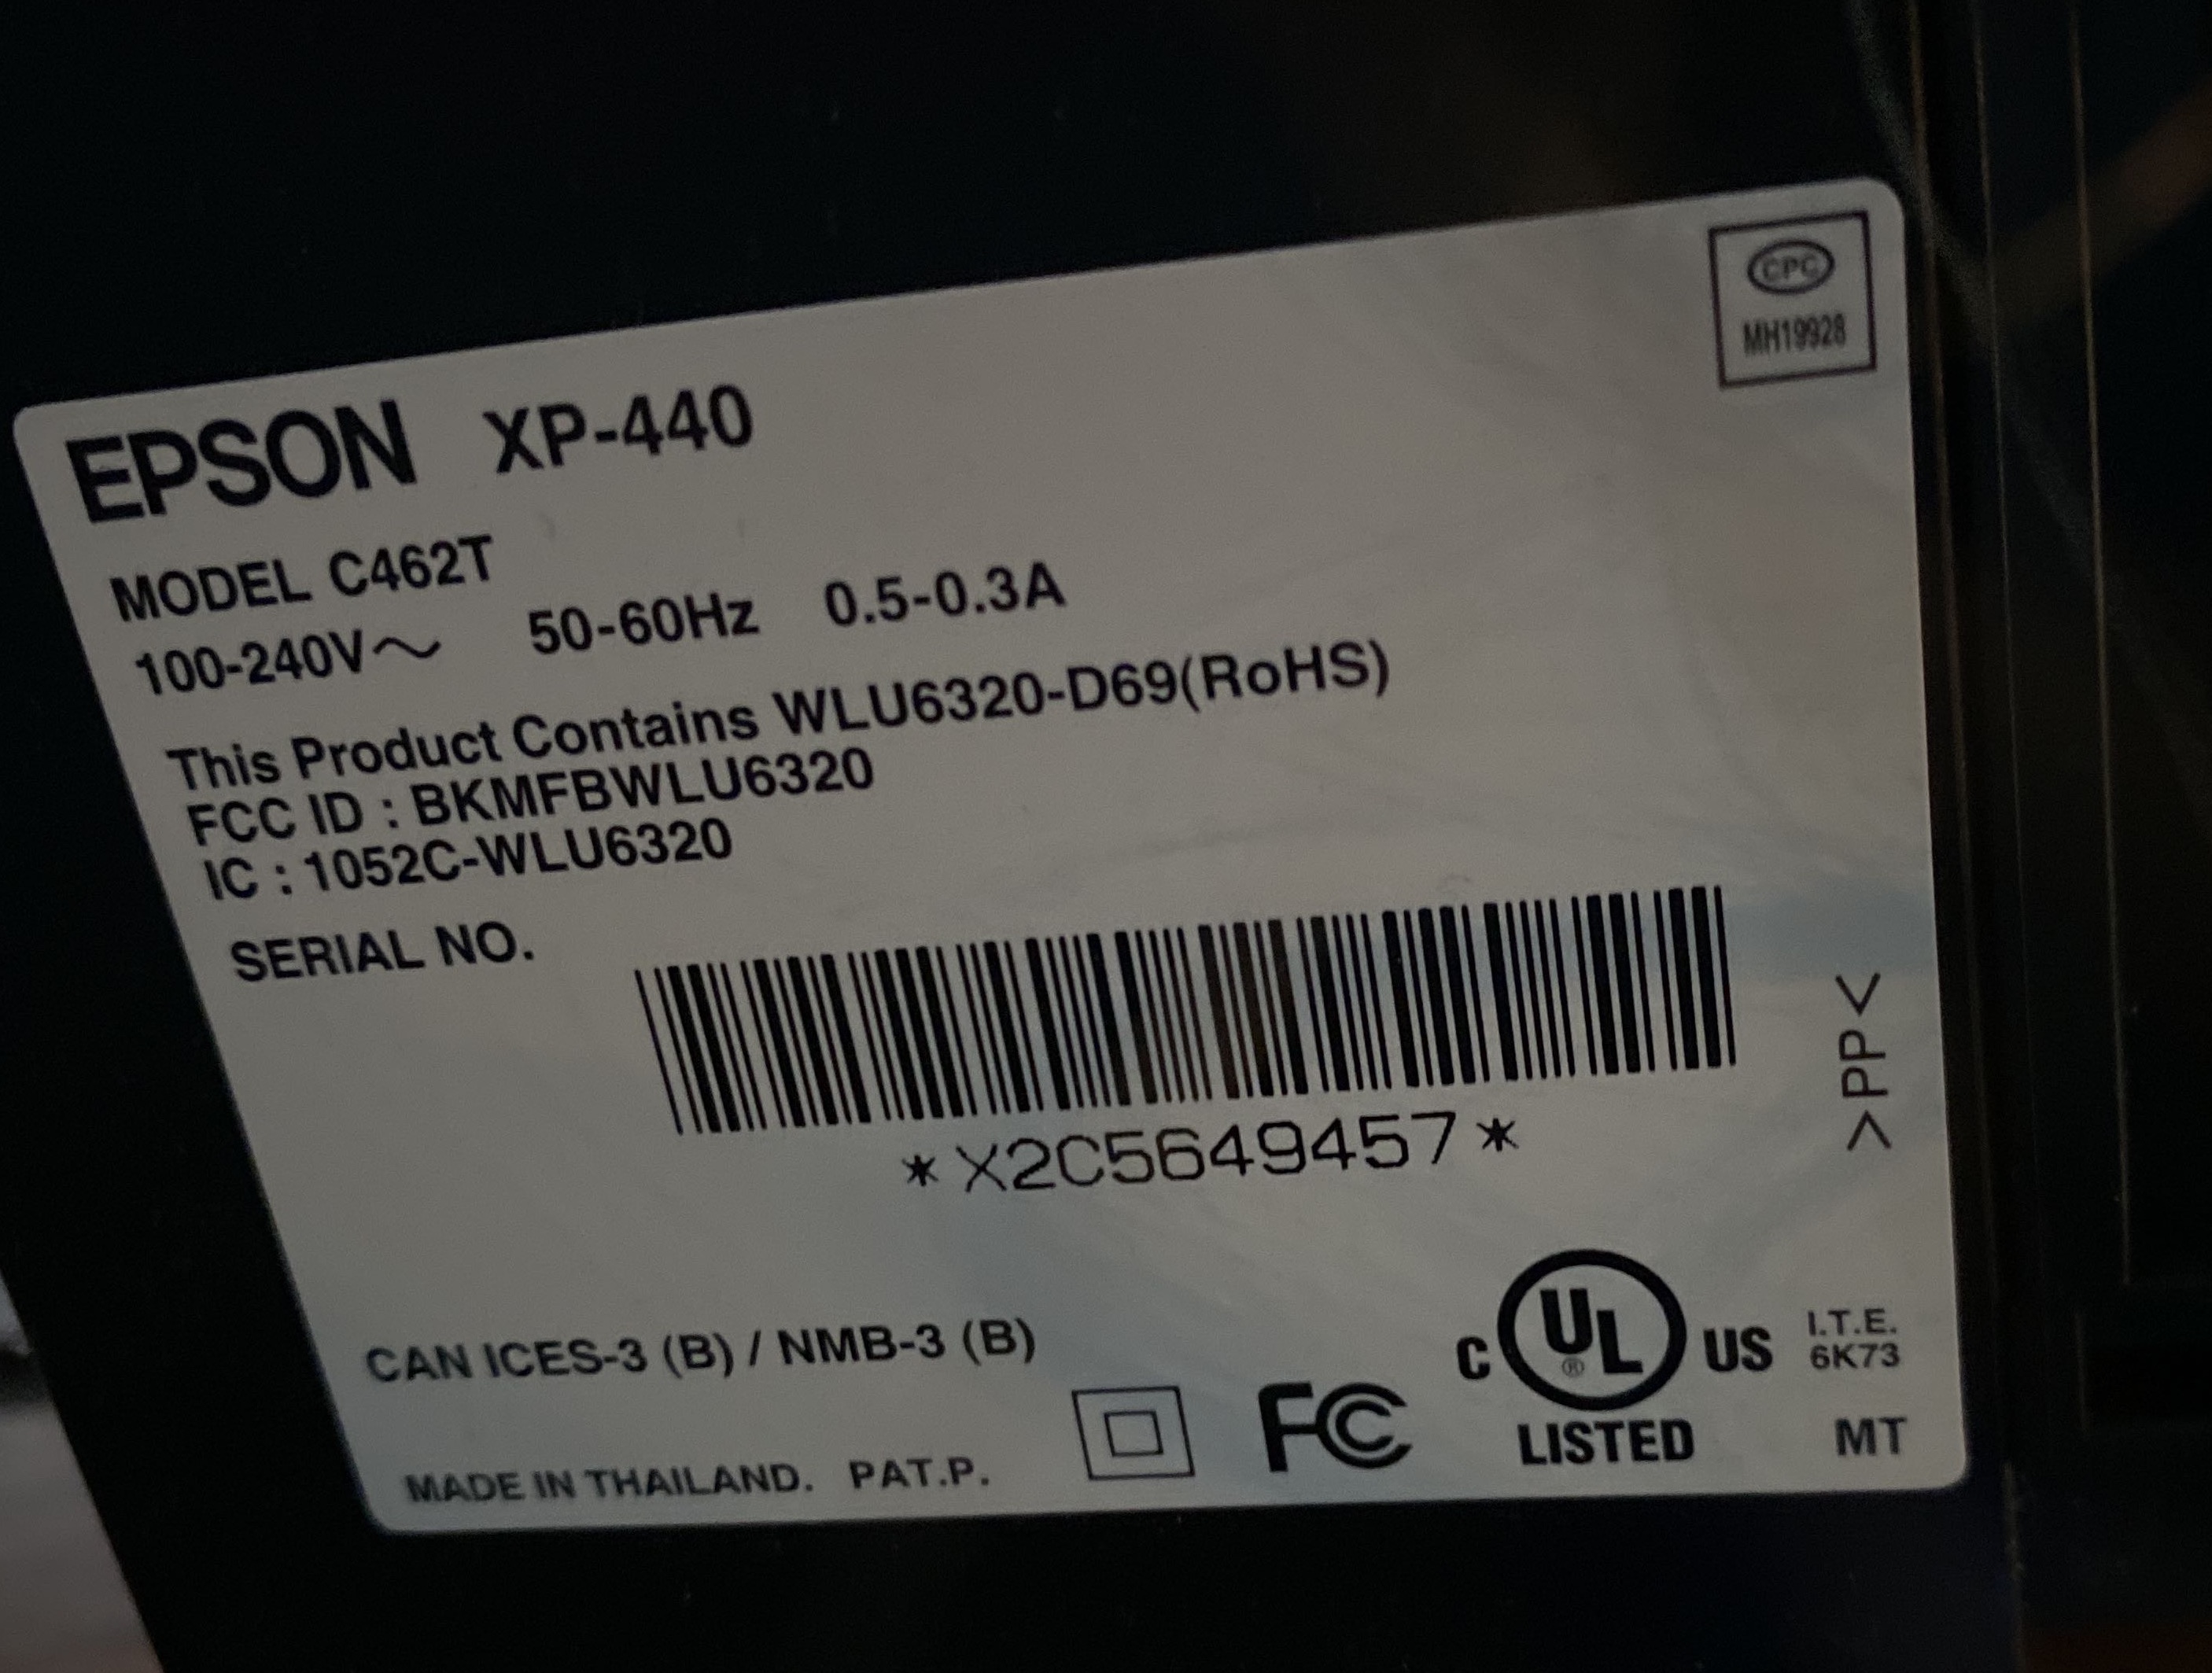 CPC
MH19928
EPSON XP-440
MODEL C462T
100-240V～ 50-60Hz 0.5-0.3A
This Product Contains WLU6320-D69(RoHS)
FCC ID : BKMFBWLU6320
IC : 1052C-WLU6320
SERIAL NO.
*X2C5649457*
>PP<
CAN ICES-3 (B) / NMB-3 (B)
C UL ® US I.T.E.
6K73
LISTED MT
MADE IN THAILAND. PAT.P. FC